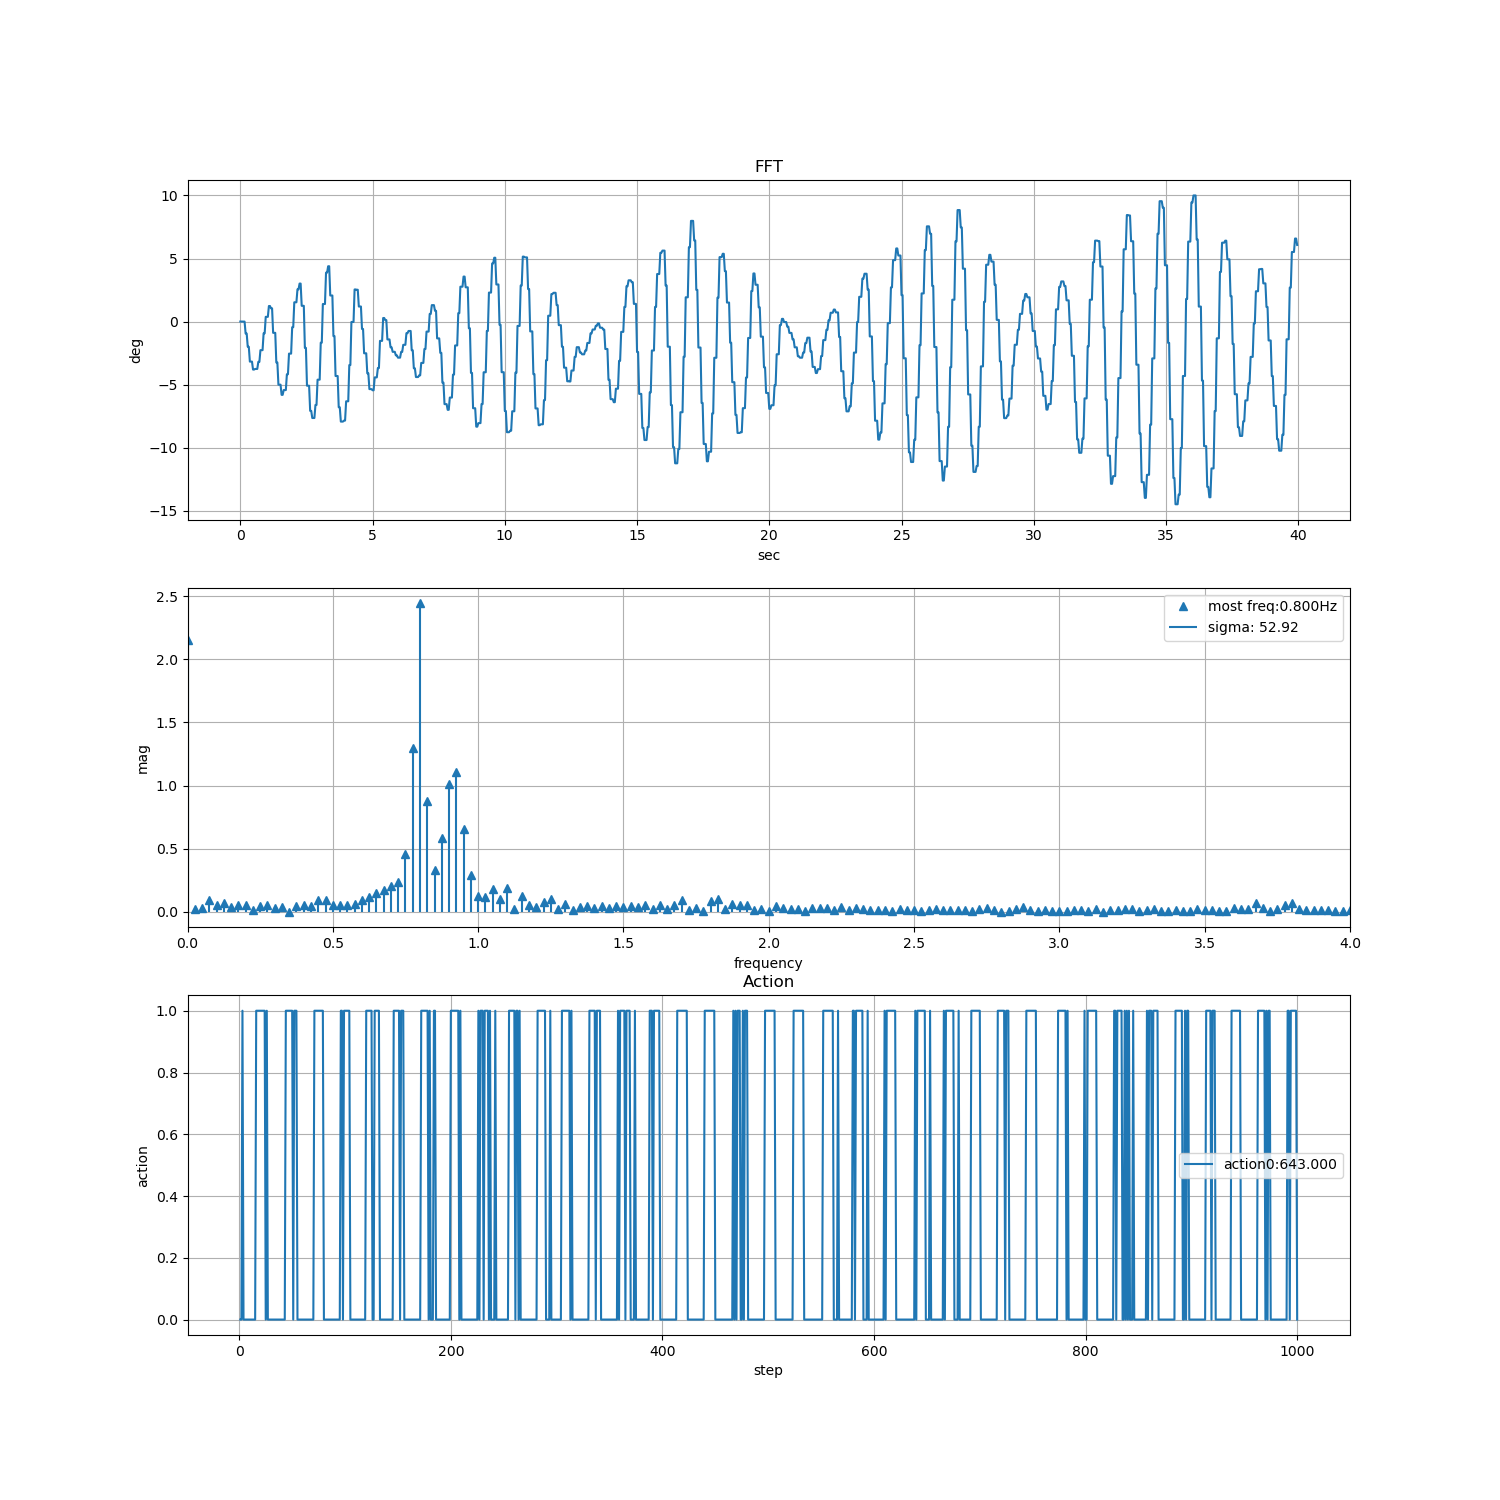 FFT
10
5
0
−5
−10
−15
deg
0 5 10 15 20 25 30 35 40
sec
2.5
2.0
1.5
1.0
0.5
0.0
mag
most freq:0.800Hz
sigma: 52.92
0.0 0.5 1.0 1.5 2.0 2.5 3.0 3.5 4.0
frequency
Action
1.0
0.8
0.6
0.4
0.2
0.0
action
action0:643.000
0 200 400 600 800 1000
step